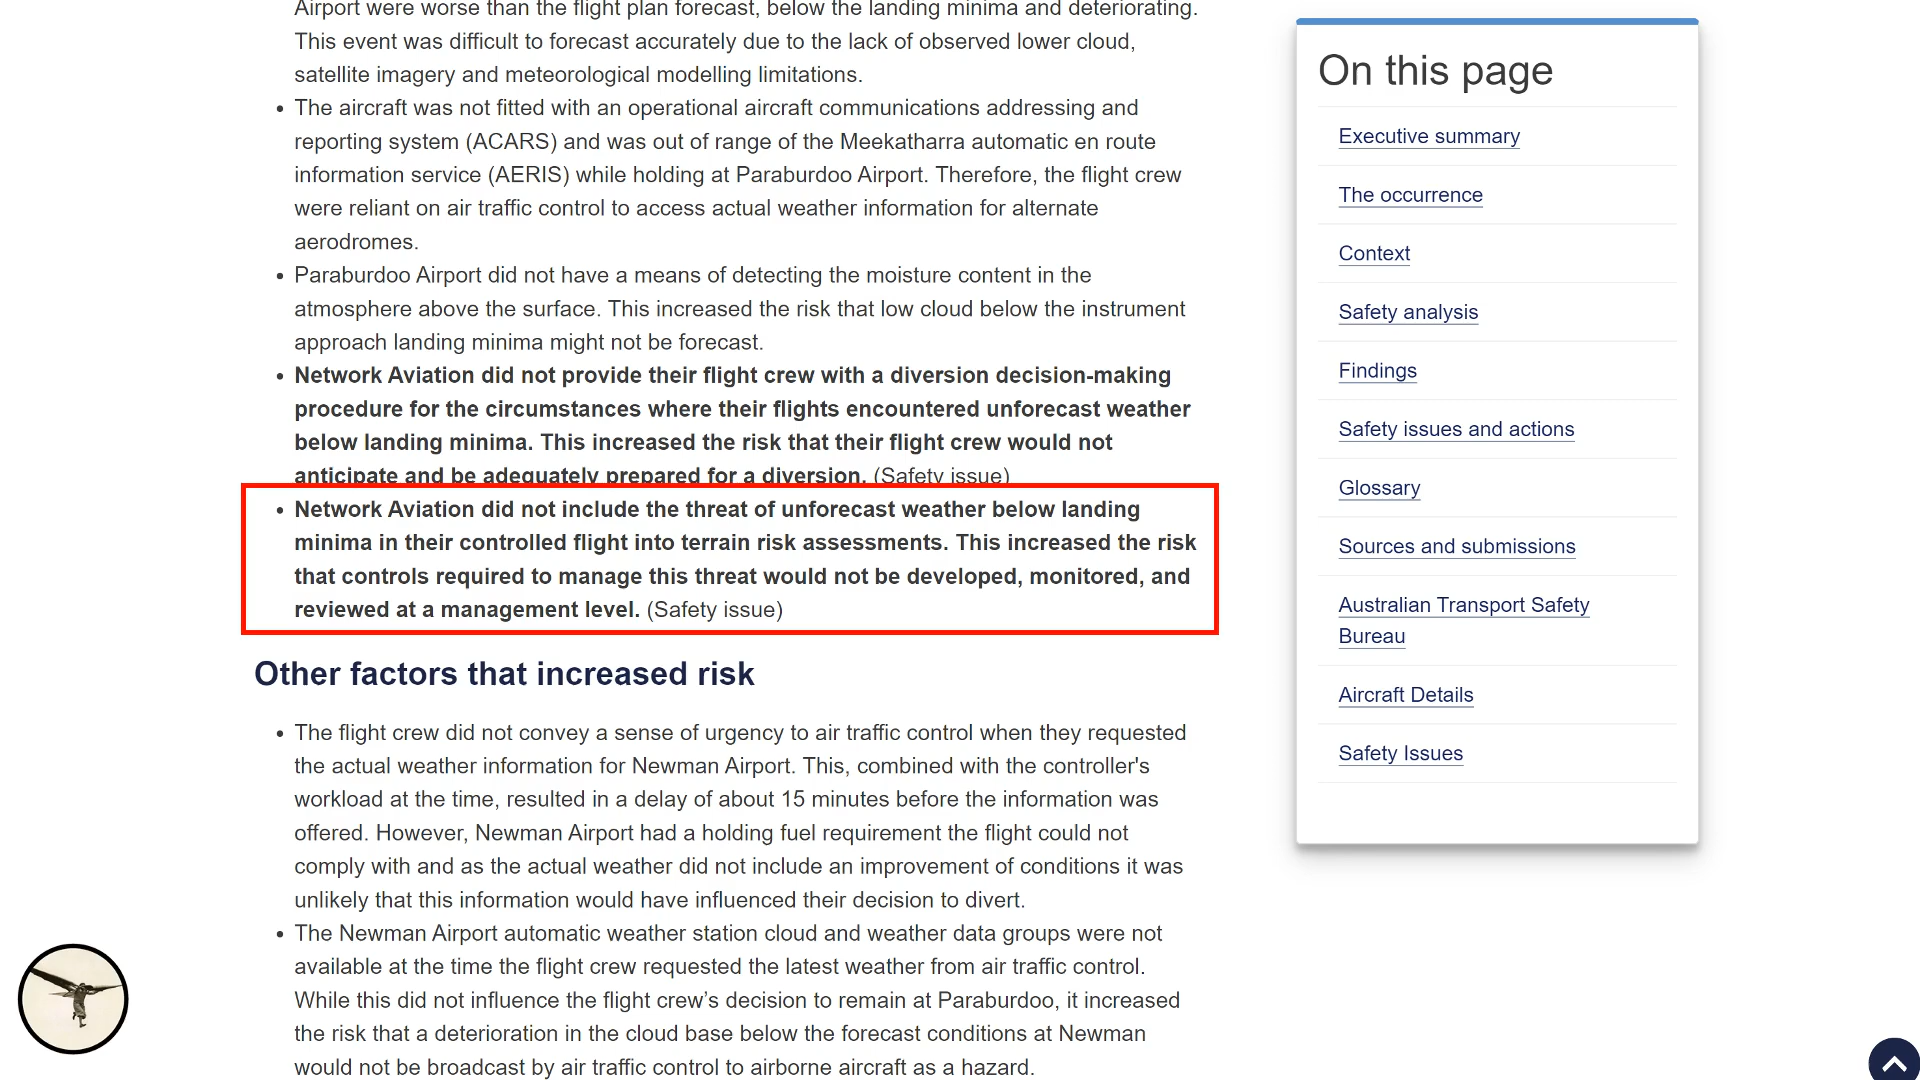 Airport were worse than the flight plan forecast, below the landing minima and deteriorating.
This event was difficult to forecast accurately due to the lack of observed lower cloud,
satellite imagery and meteorological modelling limitations.
• The aircraft was not fitted with an operational aircraft communications addressing and
reporting system (ACARS) and was out of range of the Meekatharra automatic en route
information service (AERIS) while holding at Paraburdoo Airport. Therefore, the flight crew
were reliant on air traffic control to access actual weather information for alternate
aerodromes.
• Paraburdoo Airport did not have a means of detecting the moisture content in the
atmosphere above the surface. This increased the risk that low cloud below the instrument
approach landing minima might not be forecast.
• Network Aviation did not provide their flight crew with a diversion decision-making
procedure for the circumstances where their flights encountered unforecast weather
below landing minima. This increased the risk that their flight crew would not
anticipate and be adequately prepared for a diversion. (Safety issue)
• Network Aviation did not include the threat of unforecast weather below landing
minima in their controlled flight into terrain risk assessments. This increased the risk
that controls required to manage this threat would not be developed, monitored, and
reviewed at a management level. (Safety issue)
Other factors that increased risk
• The flight crew did not convey a sense of urgency to air traffic control when they requested
the actual weather information for Newman Airport. This, combined with the controller's
workload at the time, resulted in a delay of about 15 minutes before the information was
offered. However, Newman Airport had a holding fuel requirement the flight could not
comply with and as the actual weather did not include an improvement of conditions it was
unlikely that this information would have influenced their decision to divert.
• The Newman Airport automatic weather station cloud and weather data groups were not
available at the time the flight crew requested the latest weather from air traffic control.
While this did not influence the flight crew’s decision to remain at Paraburdoo, it increased
the risk that a deterioration in the cloud base below the forecast conditions at Newman
would not be broadcast by air traffic control to airborne aircraft as a hazard.
On this page
Executive summary
The occurrence
Context
Safety analysis
Findings
Safety issues and actions
Glossary
Sources and submissions
Australian Transport Safety
Bureau
Aircraft Details
Safety Issues